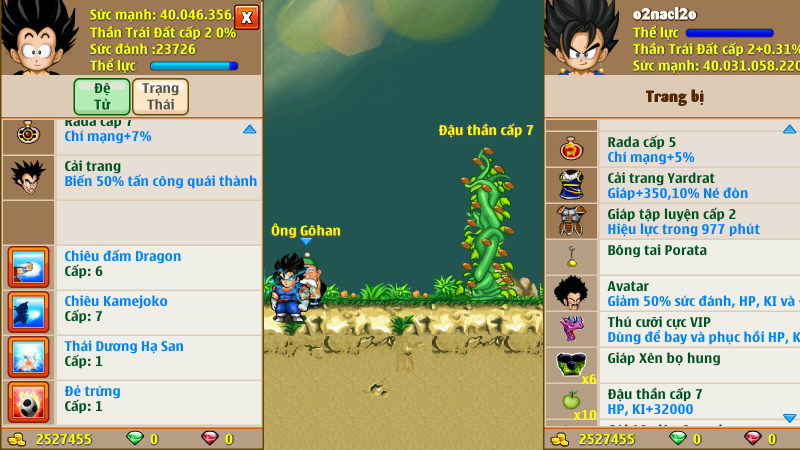 Sức mạnh: 40.046.356.
X
Thần Trái Đất cấp 2 0%
Sức đánh :23726
Thể lực
Đệ
Tử
Trạng
Thái
Rada cấp 7
Chí mạng+7%
Cải trang
Biến 50% tấn công quái thành
Chiêu đấm Dragon
Cấp: 6
Chiêu Kamejoko
Cấp: 7
Thái Dương Hạ San
Cấp: 1
Đẻ trứng
Cấp: 1
2527455
0
0
Đậu thần cấp 7
Ông Gôhan
o2nacl2o
Thể lực
Thần Trái Đất cấp 2+0.31%
Sức mạnh: 40.031.058.220
Trang bị
Rada cấp 5
Chí mạng+5%
Cải trang Yardrat
Giáp+350,10% Né đòn
Giáp tập luyện cấp 2
Hiệu lực trong 977 phút
Bông tai Porata
Avatar
Giảm 50% sức đánh, HP, KI và
Thú cưỡi cực VIP
Dùng để bay và phục hồi HP, K
Giáp Xên bọ hung
x6
Đậu thần cấp 7
HP, KI+32000
x10
2527455
0
0